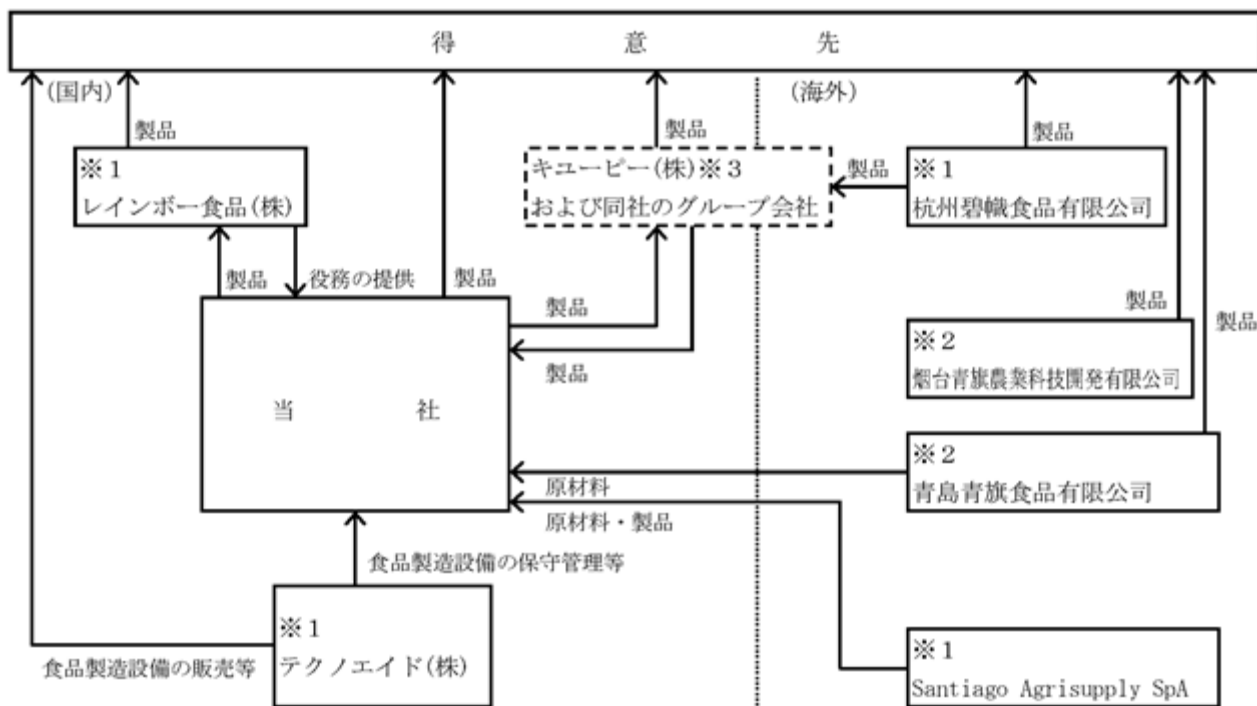 得意先
(国内)
(海外)
製品
製品
製品
※1
レインボー食品(株)
キユーピー(株)※3
および同社のグループ会社
製品
※1
杭州碧幟食品有限公司
製品
役務の提供
製品
製品
製品
製品
製品
※2
烟台青旗農業科技開発有限公司
当社
※2
青島青旗食品有限公司
原材料
原材料・製品
食品製造設備の保守管理等
※1
テクノエイド(株)
食品製造設備の販売等
※1
Santiago Agrisupply SpA